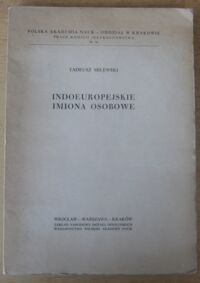 POLSKA AKADEMIA NAUK — ODDZIAŁ W KRAKOWIE
PRACE KOMISJI JĘZYKOZNAWSTWA
TADEUSZ MILEWSKI
INDOEUROPEJSKIE
IMIONA OSOBOWE
WROCŁAW · WARSZAWA · KRAKÓW
ZAKŁAD NARODOWY IMIENIA OSSOLIŃSKICH
WYDAWNICTWO POLSKIEJ AKADEMII NAUK